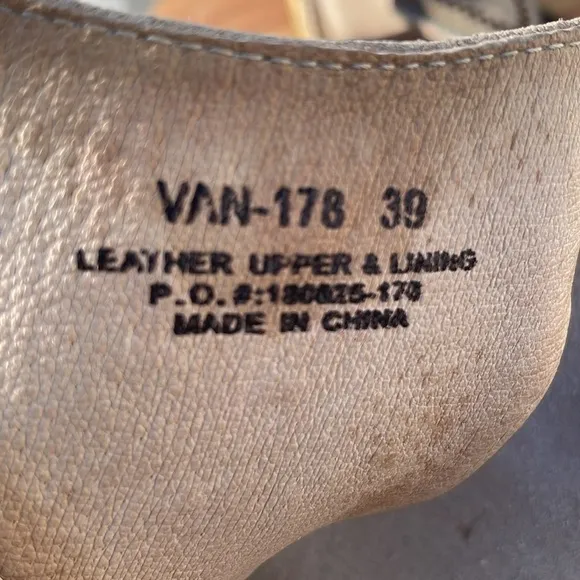 VAN-178 39
LEATHER UPPER & LINING
P.O.#:180825-178
MADE IN CHINA